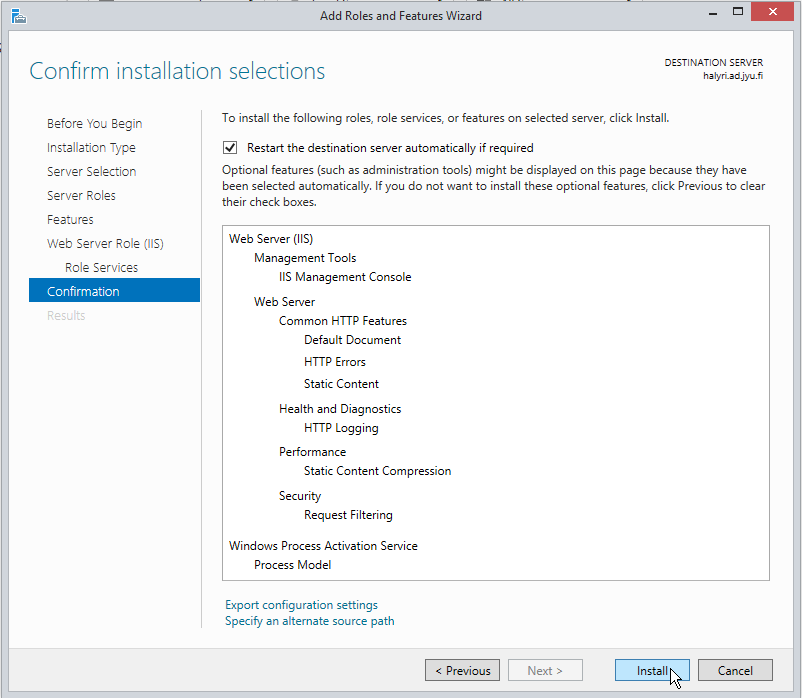 Add Roles and Features Wizard
Confirm installation selections
DESTINATION SERVER
halyri.ad.jyu.fi
Before You Begin
Installation Type
Server Selection
Server Roles
Features
Web Server Role (IIS)
Role Services
Confirmation
Results
To install the following roles, role services, or features on selected server, click Install.
Restart the destination server automatically if required
Optional features (such as administration tools) might be displayed on this page because they have
been selected automatically. If you do not want to install these optional features, click Previous to clear
their check boxes.
Web Server (IIS)
Management Tools
IIS Management Console
Web Server
Common HTTP Features
Default Document
HTTP Errors
Static Content
Health and Diagnostics
HTTP Logging
Performance
Static Content Compression
Security
Request Filtering
Windows Process Activation Service
Process Model
Export configuration settings
Specify an alternate source path
< Previous
Next >
Install
Cancel